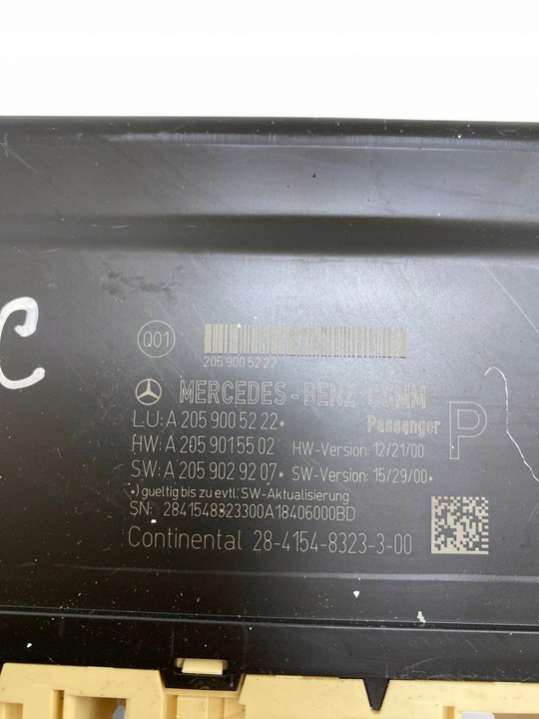 C
Q01
205 900 52 22
MERCEDES-BENZ
Passenger
P
L.U: A 205 900 52 22*
HW: A 205 901 55 02 HW-Version: 12/21/00
SW: A 205 902 92 07* SW-Version: 15/29/00*
*) gueltig bis zu evtl. SW-Aktualisierung
SN: 2841548323300A18406000BD
Continental 28-4154-8323-3-00